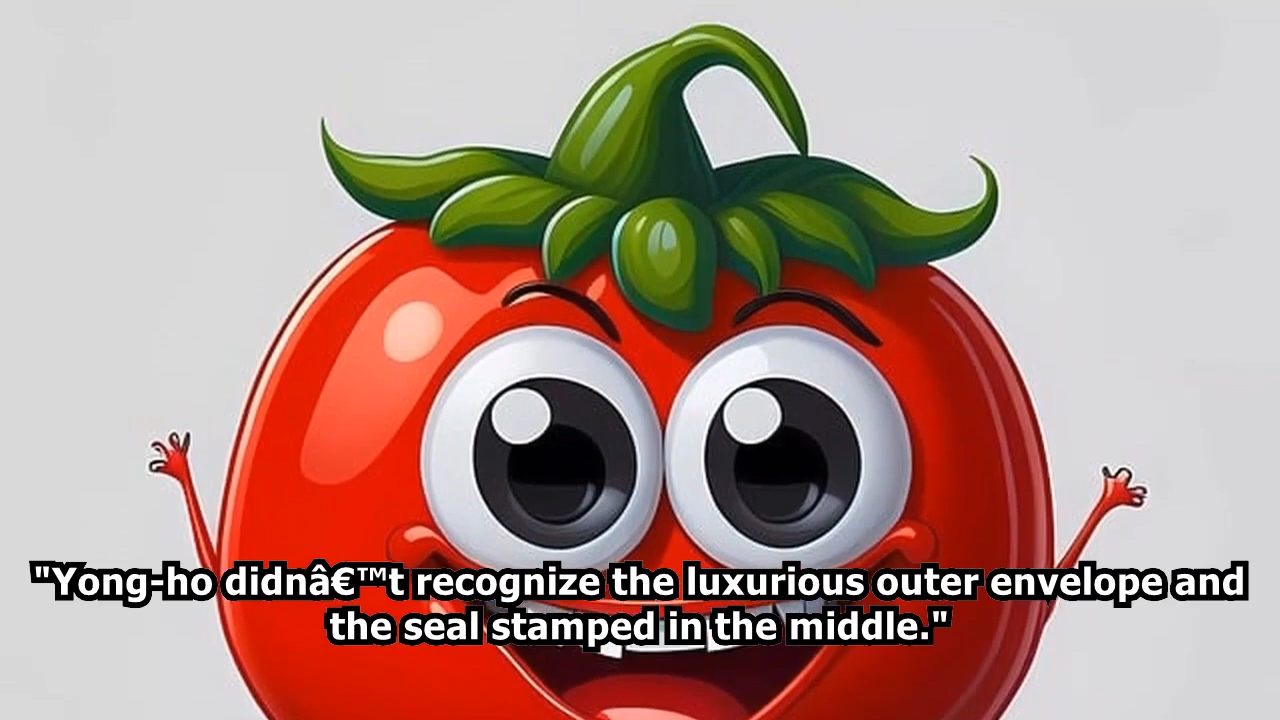 "Yong-ho didnâ€™t recognize the luxurious outer envelope and
the seal stamped in the middle."